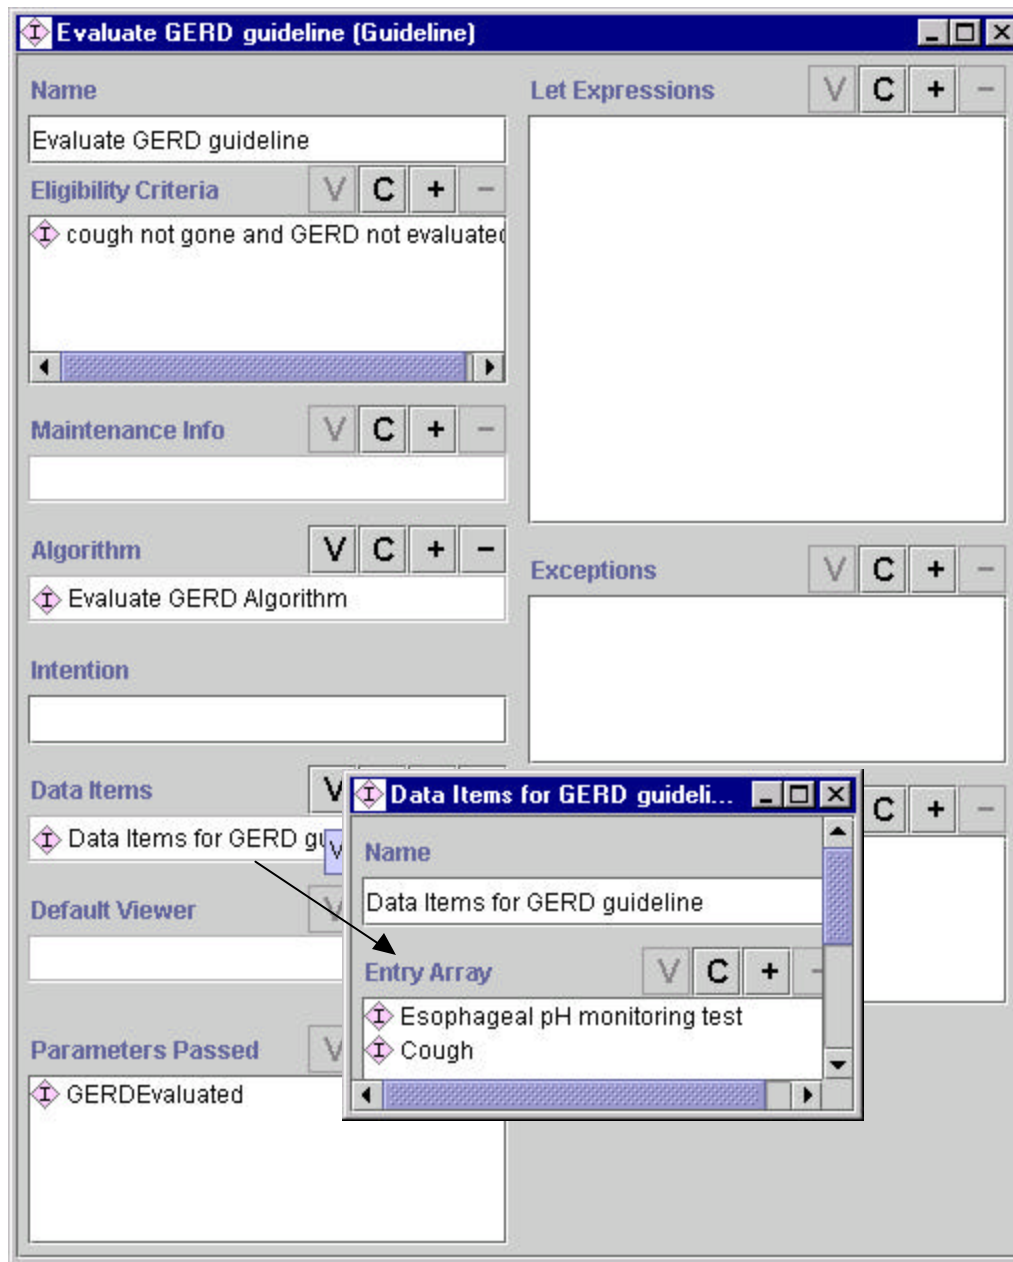 Evaluate GERD guideline (Guideline)
Name
Evaluate GERD guideline
Eligibility Criteria V C + −
cough not gone and GERD not evaluated
Maintenance Info V C + −
Algorithm V C + −
Evaluate GERD Algorithm
Intention
Data Items V
Data Items for GERD gu
V
Default Viewer V
Parameters Passed V
GERDEvaluated
Let Expressions V C + −
Exceptions V C + −
C + −
Data Items for GERD guideli...
Name
Data Items for GERD guideline
Entry Array V C + −
Esophageal pH monitoring test
Cough